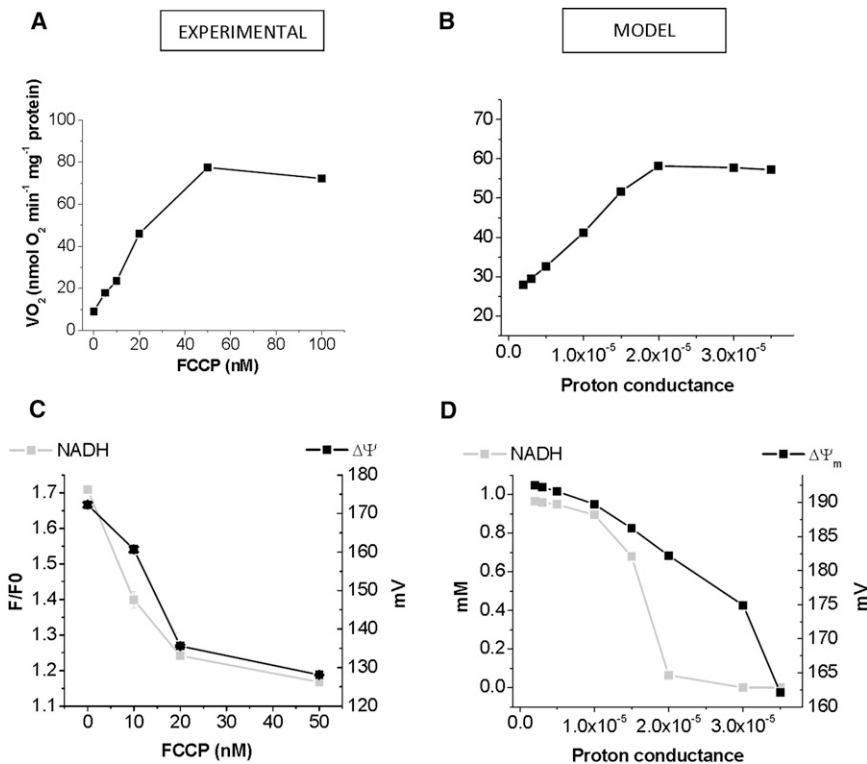 A
EXPERIMENTAL
VO₂ (nmol O₂ min⁻¹ mg⁻¹ protein)
100
80
60
40
20
0
0 20 40 60 80 100
FCCP (nM)
B
MODEL
70
60
50
40
30
20
0.0 1.0x10⁻⁵ 2.0x10⁻⁵ 3.0x10⁻⁵
Proton conductance
C
NADH ΔΨ
F/F0
1.7
1.6
1.5
1.4
1.3
1.2
1.1
180
170
160
150
140
130
120
mV
0 10 20 30 40 50
FCCP (nM)
D
NADH ΔΨm
mM
1.0
0.8
0.6
0.4
0.2
0.0
190
185
180
175
170
165
160
mV
0.0 1.0x10⁻⁵ 2.0x10⁻⁵ 3.0x10⁻⁵
Proton conductance